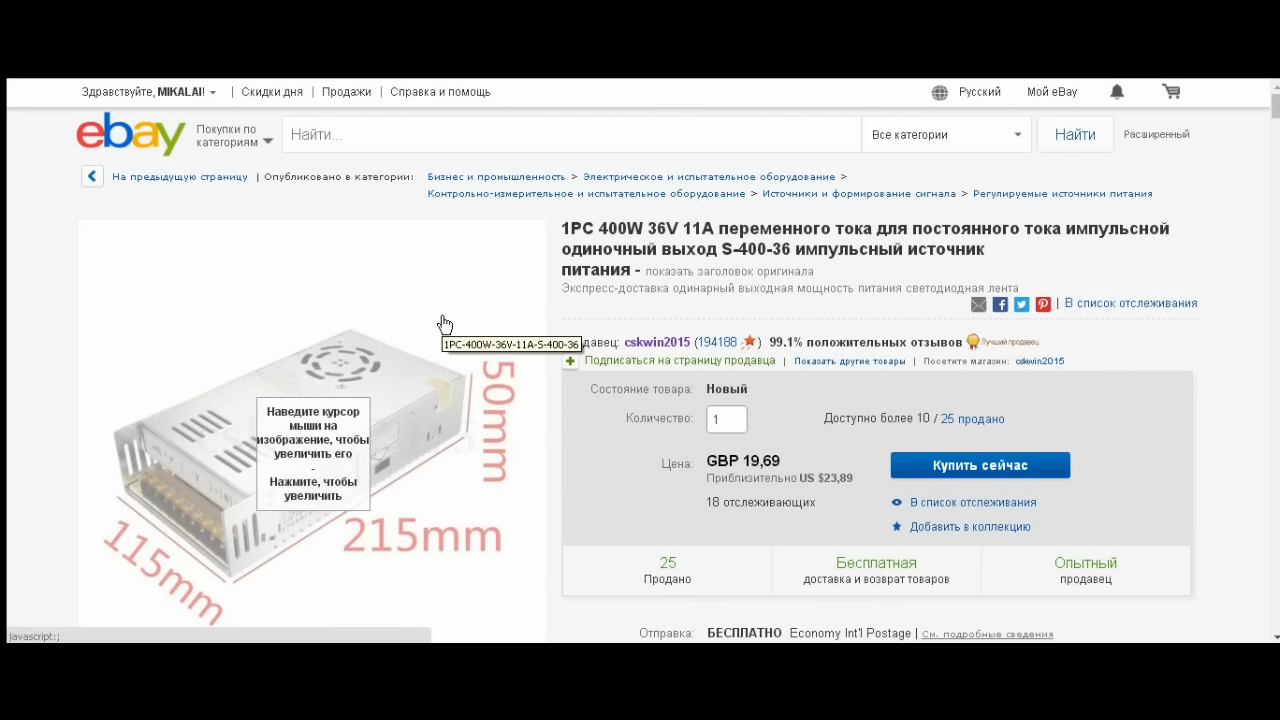 Здравствуйте, MIKALAI! | Скидки дня | Продажи | Справка и помощь
Русский Мой eBay
ebay
Покупки по категориям
Найти...
Все категории
Найти
Расширенный
На предыдущую страницу | Опубликовано в категории:
Бизнес и промышленность > Электрическое и испытательное оборудование >
Контрольно-измерительное и испытательное оборудование > Источники и формирование сигнала > Регулируемые источники питания
1PC 400W 36V 11A переменного тока для постоянного тока импульсной
одиночный выход S-400-36 импульсный источник
питания - показать заголовок оригинала
Экспресс-доставка одинарный выходная мощность питания светодиодная лента
| В список отслеживания
давец: cskwin2015 (194188) 99.1% положительных отзывов Лучший продавец
1PC-400W-36V-11A-S-400-36
Подписаться на страницу продавца | Показать другие товары | Посетите магазин: cskwin2015
Состояние товара: Новый
Количество: 1 Доступно более 10 / 25 продано
Цена: GBP 19,69
Приблизительно US $23,89
Купить сейчас
18 отслеживающих
В список отслеживания
Добавить в коллекцию
25
Продано
Бесплатная
доставка и возврат товаров
Опытный
продавец
Отправка: БЕСПЛАТНО Economy Int'l Postage | См. подробные сведения
Наведите курсор
мыши на
изображение, чтобы
увеличить его
-
Нажмите, чтобы
увеличить
50mm
215mm
115mm
javascript:;